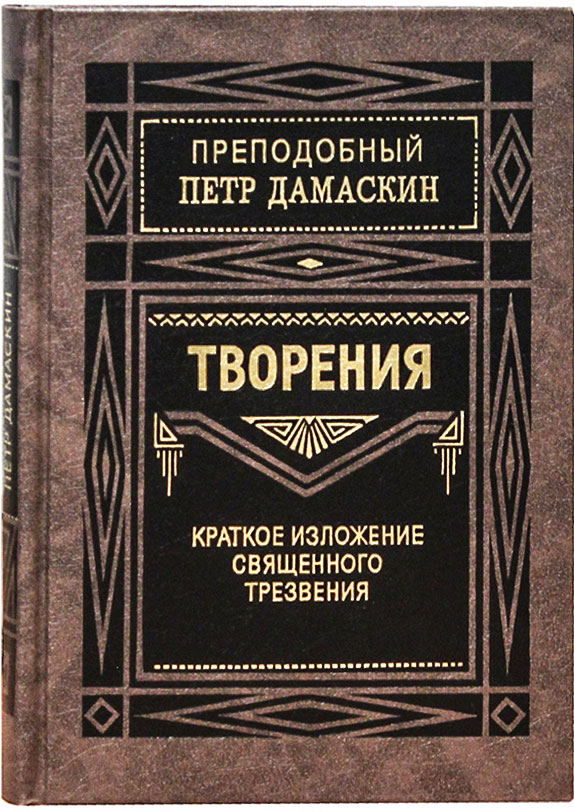 ПРЕПОДОБНЫЙ
ПЕТР ДАМАСКИН
ТВОРЕНИЯ
КРАТКОЕ ИЗЛОЖЕНИЕ
СВЯЩЕННОГО
ТРЕЗВЕНИЯ
ПЕТР ДАМАСКИН